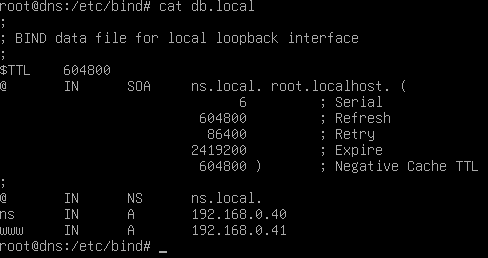 root@dns:/etc/bind# cat db.local
;
; BIND data file for local loopback interface
;
$TTL    604800
@       IN      SOA     ns.local. root.localhost. (
                              6         ; Serial
                         604800         ; Refresh
                          86400         ; Retry
                        2419200         ; Expire
                         604800 )       ; Negative Cache TTL
;
@       IN      NS      ns.local.
ns      IN      A       192.168.0.40
www     IN      A       192.168.0.41
root@dns:/etc/bind# _